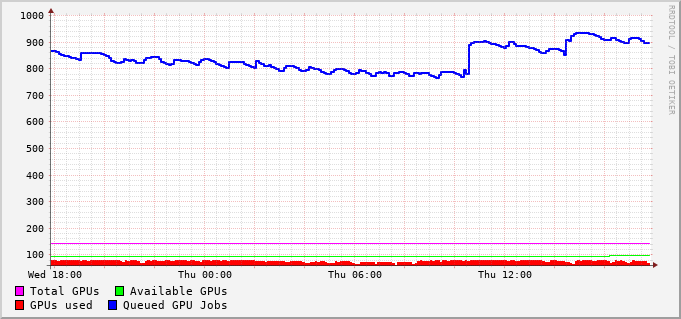 1000
900
800
700
600
500
400
300
200
100
Wed 18:00 Thu 00:00 Thu 06:00 Thu 12:00
Total GPUs Available GPUs
GPUs used Queued GPU Jobs
RRDTOOL / TOBI OETIKER